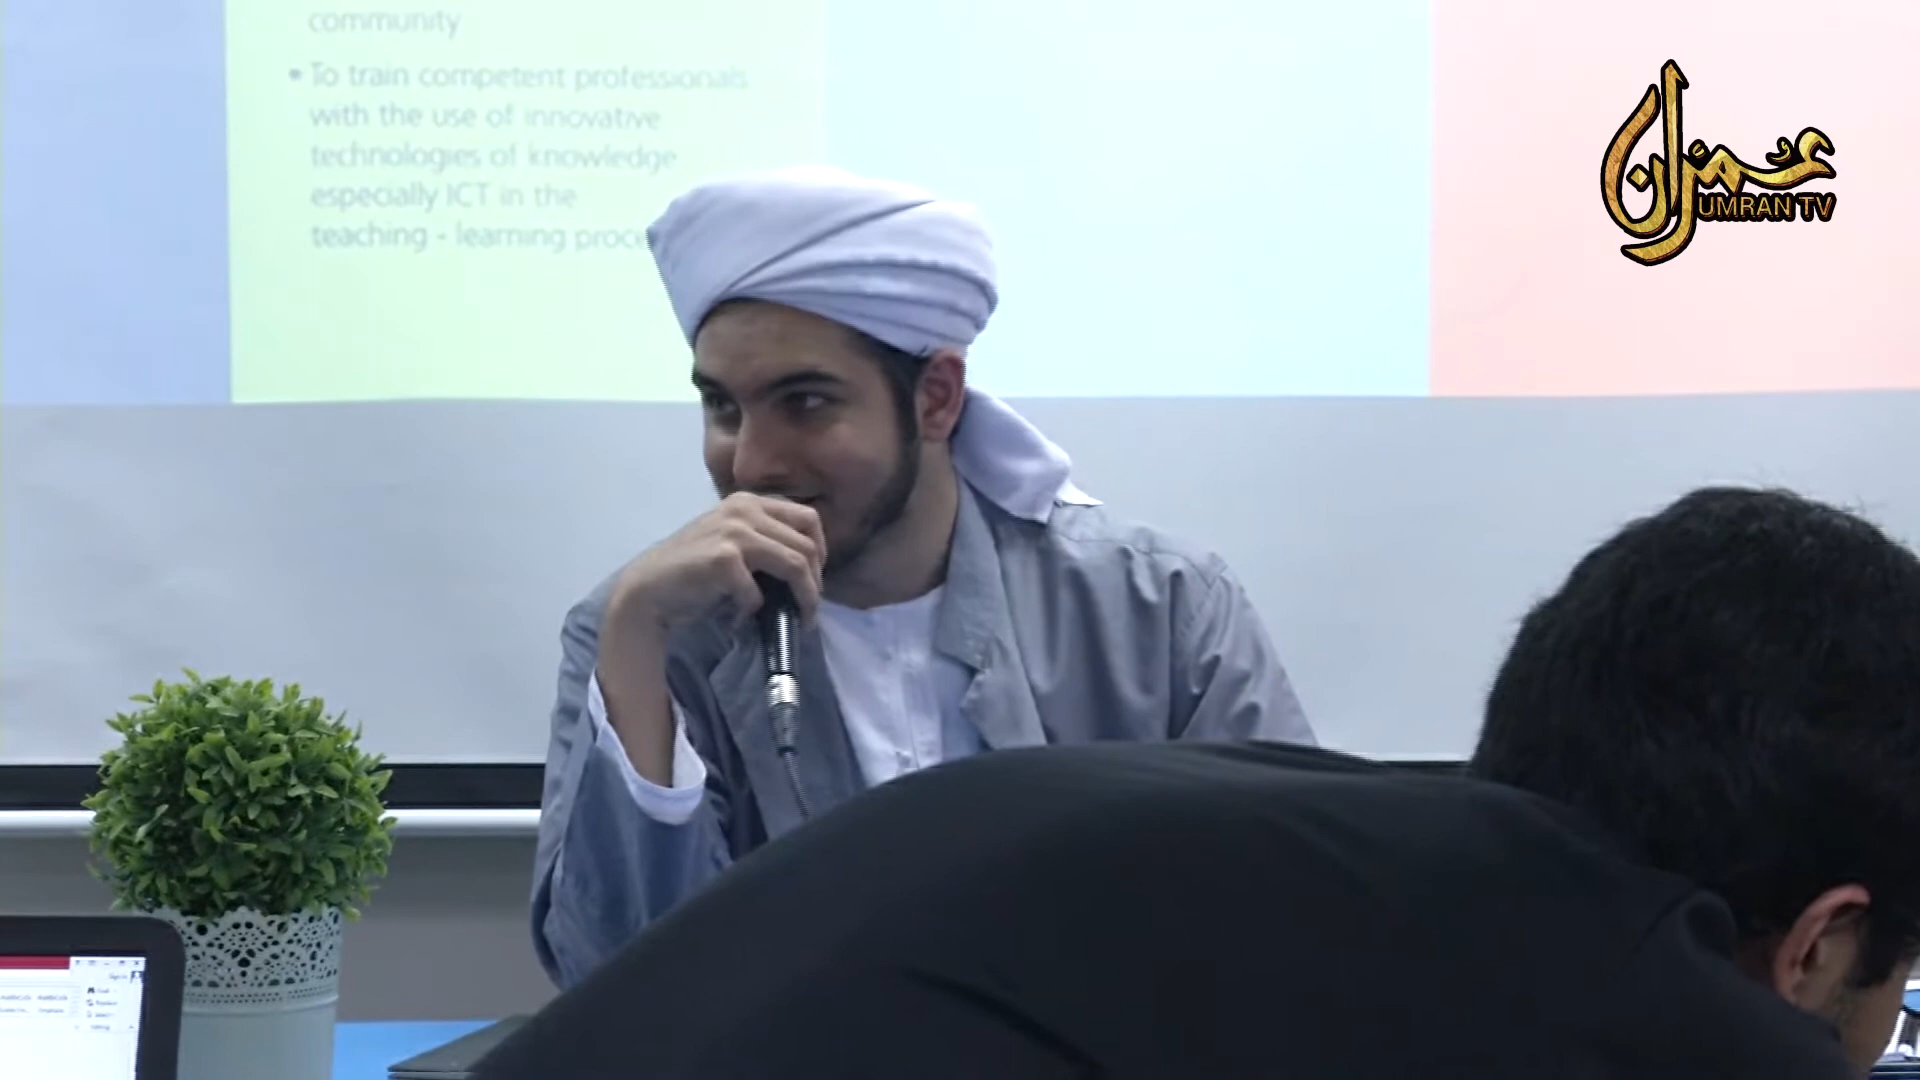 community
• To train competent professionals
with the use of innovative
technologies of knowledge
especially ICT in the
teaching - learning
عمران
UMRAN TV